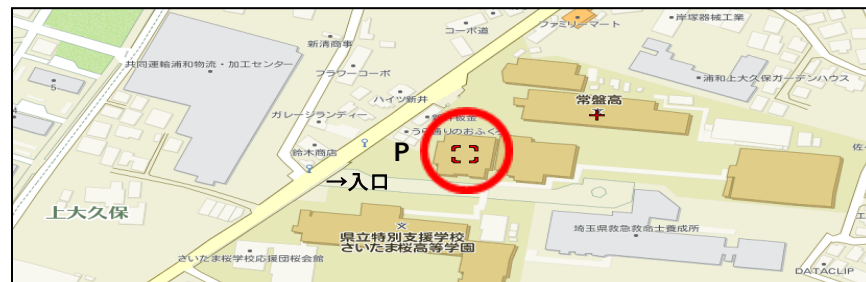 ファミリーマート
岸塚器械工業
コーポ道
新清商事
共同運輸浦和物流・加工センター
フラワーコーポ
浦和上大久保ガーデンハウス
5
ハイツ新井
常盤高
ガレージランディー
うら通りのおふくろ
鈴木商店
P
→入口
上大久保
県立特別支援学校
さいたま桜高等学園
埼玉県救急救命士養成所
さいたま桜学校応援団桜会館
DATACLIP